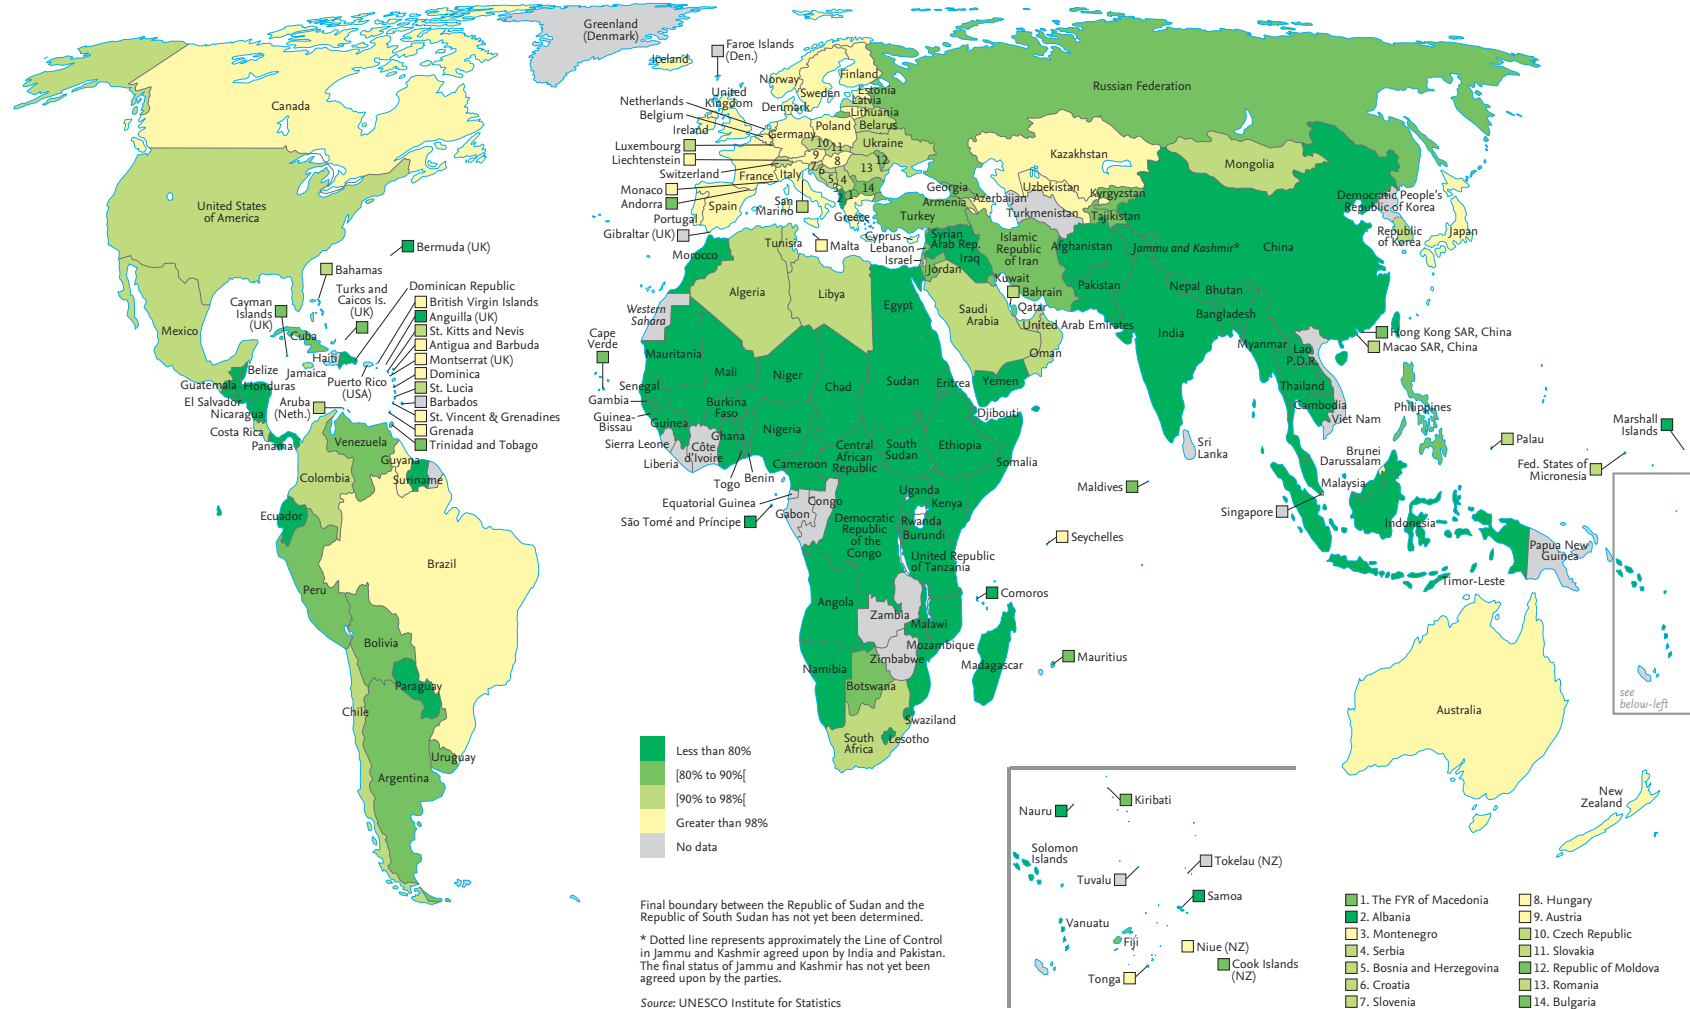 Greenland
(Denmark)
Faroe Islands
(Den.)
Iceland
Norway
Sweden
Finland
Estonia
Latvia
Lithuania
Belarus
United
Kingdom
Denmark
Netherlands
Belgium
Ireland
Germany
Poland
Ukraine
Luxembourg
Liechtenstein
Switzerland
France
Italy
Monaco
Andorra
Portugal
Spain
San
Marino
Gibraltar (UK)
Greece
Malta
10
11
9
8
7
6
5
4
3
2
1
12
13
14
Russian Federation
Canada
United States
of America
Bermuda (UK)
Bahamas
Turks and
Caicos Is.
(UK)
Cayman
Islands
(UK)
Mexico
Cuba
Haiti
Jamaica
Belize
Guatemala
Honduras
El Salvador
Nicaragua
Costa Rica
Panama
Puerto Rico
(USA)
Aruba
(Neth.)
Dominican Republic
British Virgin Islands
Anguilla (UK)
St. Kitts and Nevis
Antigua and Barbuda
Montserrat (UK)
Dominica
St. Lucia
Barbados
St. Vincent & Grenadines
Grenada
Trinidad and Tobago
Venezuela
Guyana
Suriname
Colombia
Ecuador
Peru
Brazil
Bolivia
Paraguay
Chile
Uruguay
Argentina
Kazakhstan
Mongolia
Georgia
Armenia
Azerbaijan
Uzbekistan
Turkmenistan
Kyrgyzstan
Tajikistan
Turkey
Cyprus
Lebanon
Israel
Syrian
Arab Rep.
Iraq
Jordan
Islamic
Republic
of Iran
Afghanistan
Jammu and Kashmir*
China
Democratic People's
Republic of Korea
Republic
of Korea
Japan
Kuwait
Bahrain
Qatar
United Arab Emirates
Saudi
Arabia
Oman
Yemen
Pakistan
Nepal
Bhutan
Bangladesh
India
Myanmar
Lao
P.D.R.
Thailand
Cambodia
Viet Nam
Hong Kong SAR, China
Macao SAR, China
Philippines
Sri
Lanka
Maldives
Brunei
Darussalam
Malaysia
Singapore
Indonesia
Timor-Leste
Papua New
Guinea
Palau
Fed. States of
Micronesia
Marshall
Islands
Morocco
Tunisia
Algeria
Libya
Egypt
Western
Sahara
Cape
Verde
Mauritania
Mali
Niger
Chad
Sudan
Eritrea
Djibouti
Senegal
Gambia
Guinea-
Bissau
Guinea
Sierra Leone
Liberia
Burkina
Faso
Côte
d'Ivoire
Ghana
Togo
Benin
Nigeria
Cameroon
Central
African
Republic
South
Sudan
Ethiopia
Somalia
Equatorial Guinea
São Tomé and Príncipe
Gabon
Congo
Democratic
Republic
of the
Congo
Uganda
Kenya
Rwanda
Burundi
United Republic
of Tanzania
Seychelles
Comoros
Angola
Zambia
Malawi
Mozambique
Zimbabwe
Namibia
Botswana
Madagascar
Mauritius
Swaziland
Lesotho
South
Africa
Australia
New
Zealand
see
below-left
Less than 80%
[80% to 90%[
[90% to 98%[
Greater than 98%
No data
Final boundary between the Republic of Sudan and the
Republic of South Sudan has not yet been determined.
* Dotted line represents approximately the Line of Control
in Jammu and Kashmir agreed upon by India and Pakistan.
The final status of Jammu and Kashmir has not yet been
agreed upon by the parties.
Source: UNESCO Institute for Statistics
Nauru
Kiribati
Solomon
Islands
Tuvalu
Tokelau (NZ)
Samoa
Vanuatu
Fiji
Niue (NZ)
Cook Islands
(NZ)
Tonga
1. The FYR of Macedonia
2. Albania
3. Montenegro
4. Serbia
5. Bosnia and Herzegovina
6. Croatia
7. Slovenia
8. Hungary
9. Austria
10. Czech Republic
11. Slovakia
12. Republic of Moldova
13. Romania
14. Bulgaria